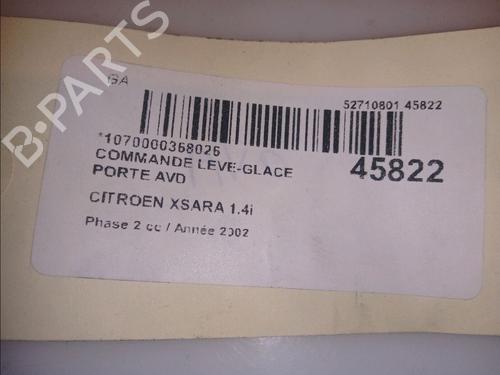 B-PARTS
GA
52710801 45822
*1070000368026
COMMANDE LEVE-GLACE
PORTE AVD
45822
CITROEN XSARA 1.4i
Phase 2 cc / Année 2002